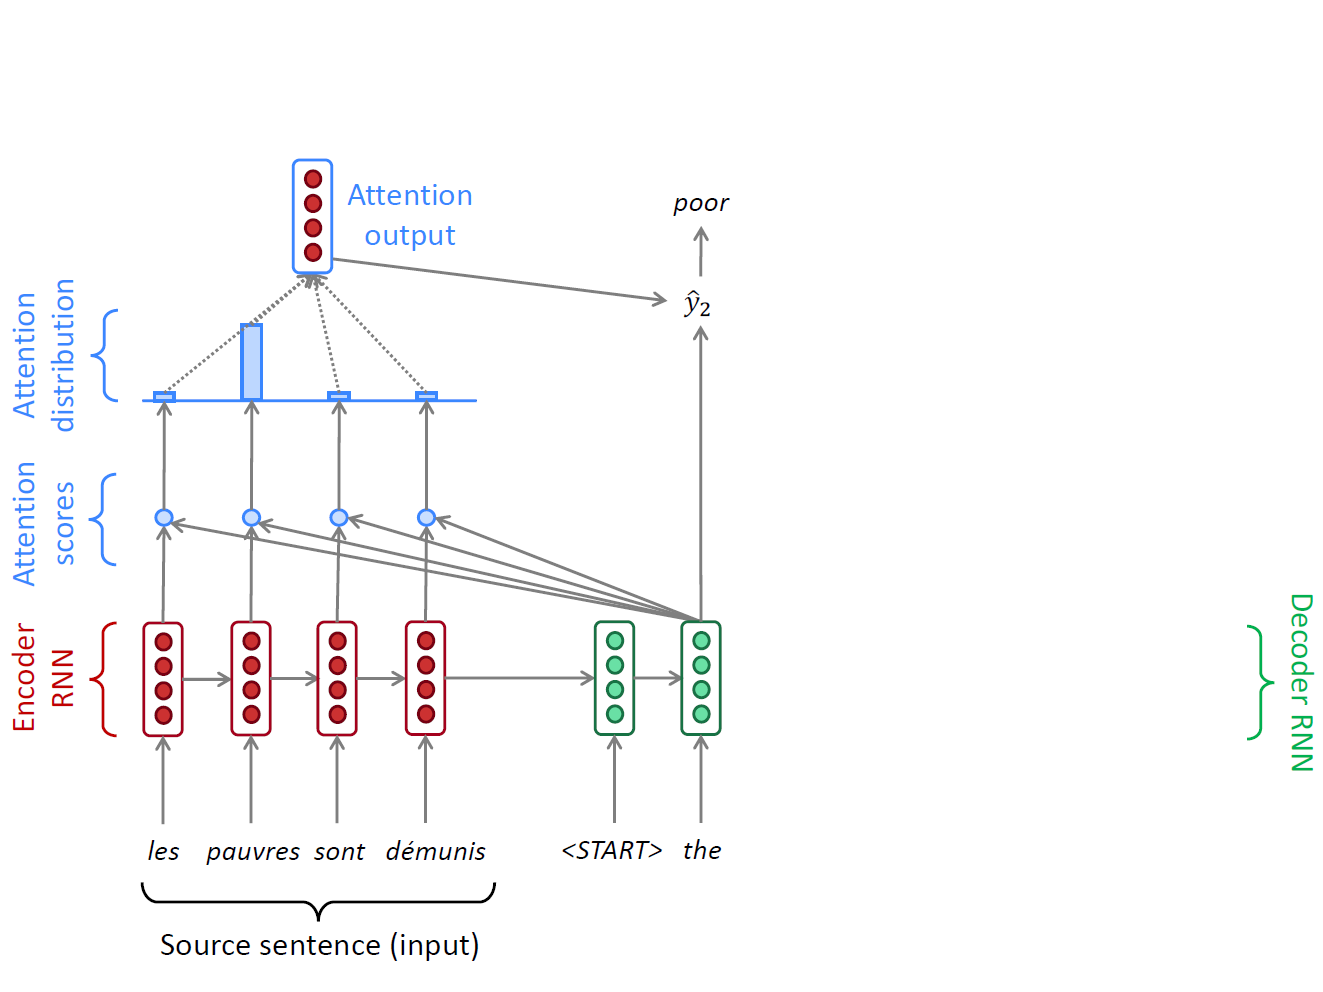 Attention
output
poor
ŷ₂
Attention
distribution
Attention
scores
Encoder
RNN
Decoder RNN
les pauvres sont démunis <START> the
Source sentence (input)